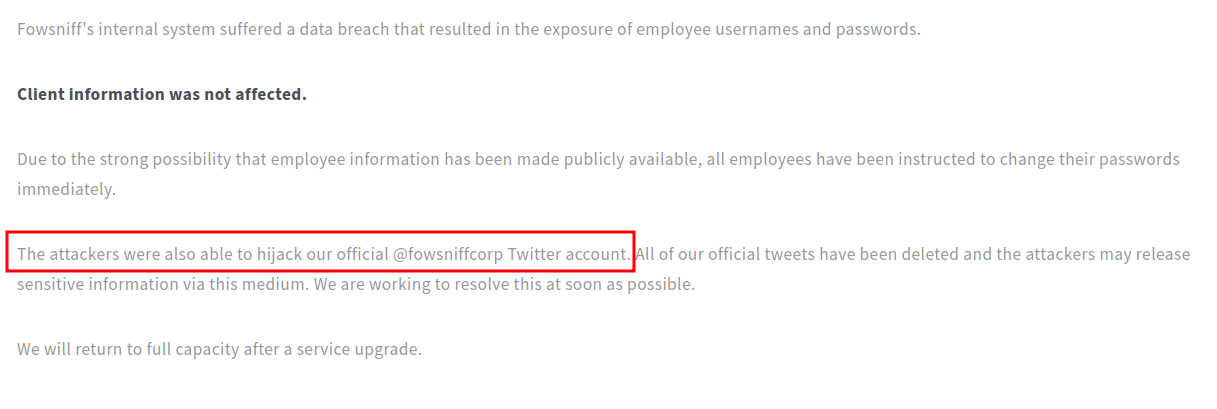 Fowsniff's internal system suffered a data breach that resulted in the exposure of employee usernames and passwords.
Client information was not affected.
Due to the strong possibility that employee information has been made publicly available, all employees have been instructed to change their passwords
immediately.
The attackers were also able to hijack our official @fowsniffcorp Twitter account. All of our official tweets have been deleted and the attackers may release
sensitive information via this medium. We are working to resolve this at soon as possible.
We will return to full capacity after a service upgrade.